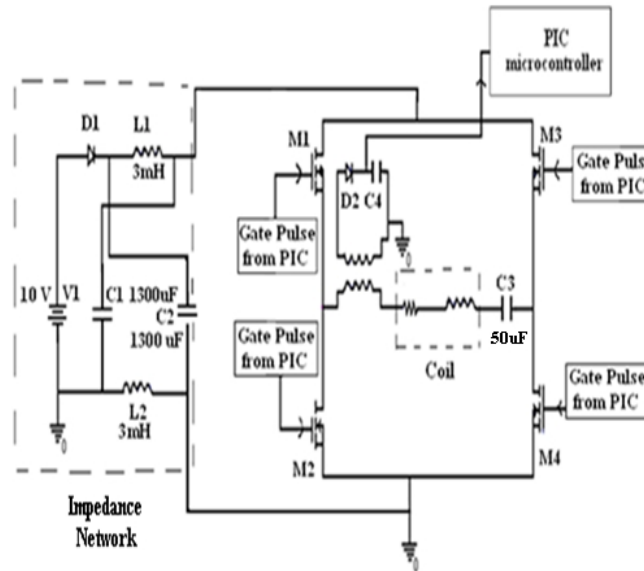 PIC
microcontroller
D1
L1
3mH
M1
M3
D2 C4
Gate Pulse
from PIC
Gate Pulse
from PIC
0
10 V
V1
C1
1300uF
C2
1300 uF
C3
50uF
Coil
Gate Pulse
from PIC
Gate Pulse
from PIC
L2
3mH
0
M2
M4
Impedance
Network
0